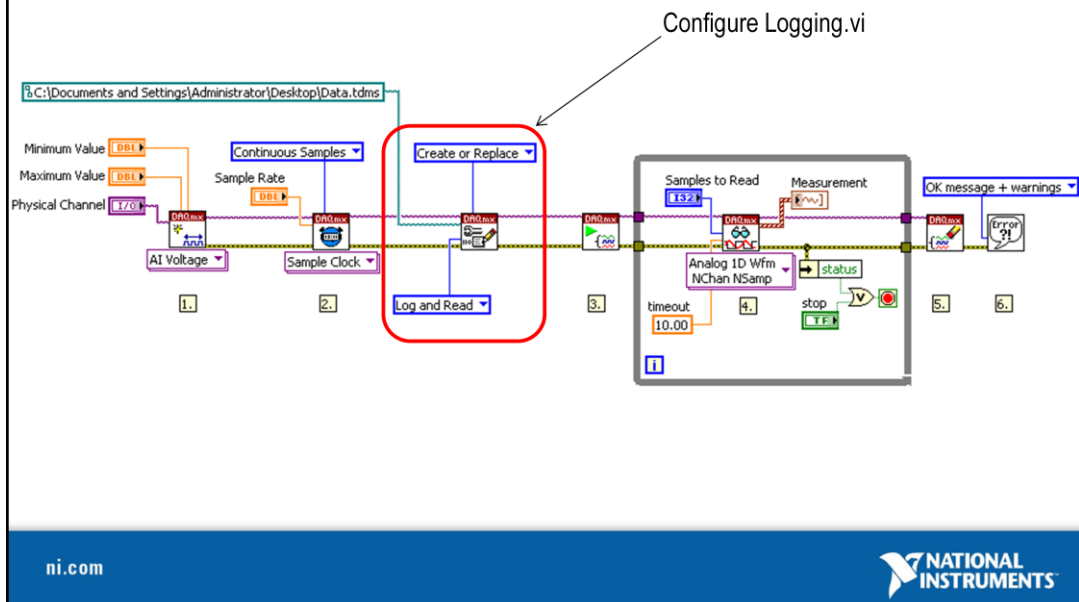 Configure Logging.vi
C:\Documents and Settings\Administrator\Desktop\Data.tdms
Minimum Value DBL
Maximum Value DBL
Physical Channel I/O
DAQmx
AI Voltage
1.
Continuous Samples
Sample Rate
DBL
DAQmx
Sample Clock
2.
Create or Replace
DAQmx
Log and Read
DAQmx
3.
Samples to Read
I32
Measurement
DAQmx
Analog 1D Wfm
NChan NSamp
4.
timeout
10.00
status
stop
TF
i
OK message + warnings
DAQmx
5.
Error
?!
6.
ni.com
NATIONAL
INSTRUMENTS™